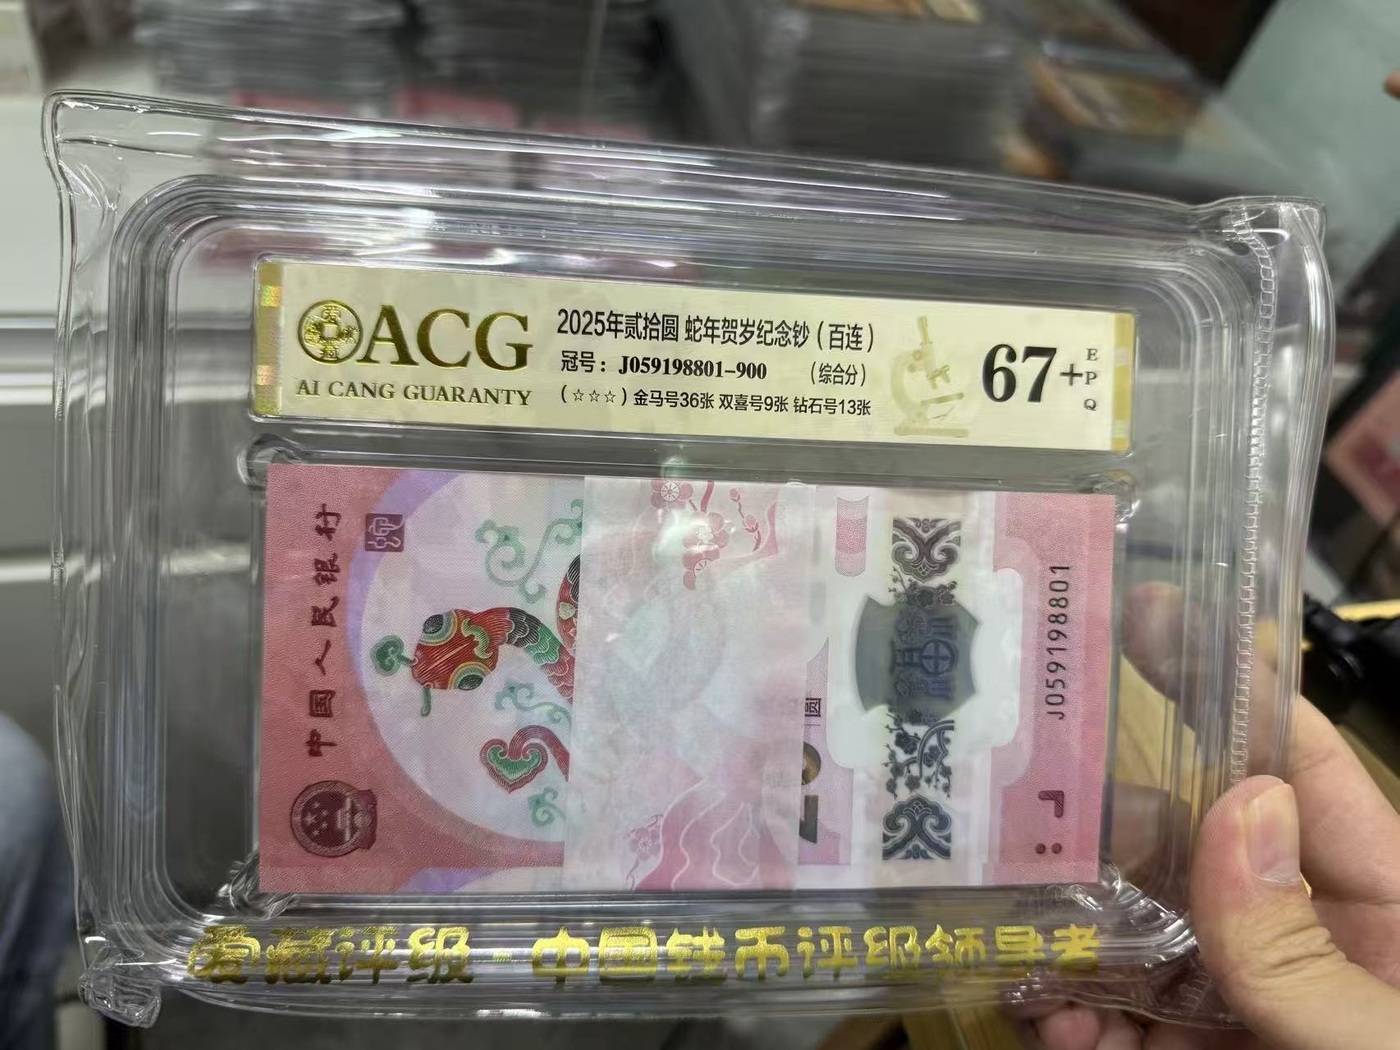 ACG
AI CANG GUARANTY
2025年贰拾圆 蛇年贺岁纪念钞（百连）
冠号：J059198801-900 （综合分）
（☆☆☆）金马号36张 双喜号9张 钻石号13张
67+
EPQ
中国人民银行
圆
20
J059198801
爱藏评级-中国钱币评级领导者